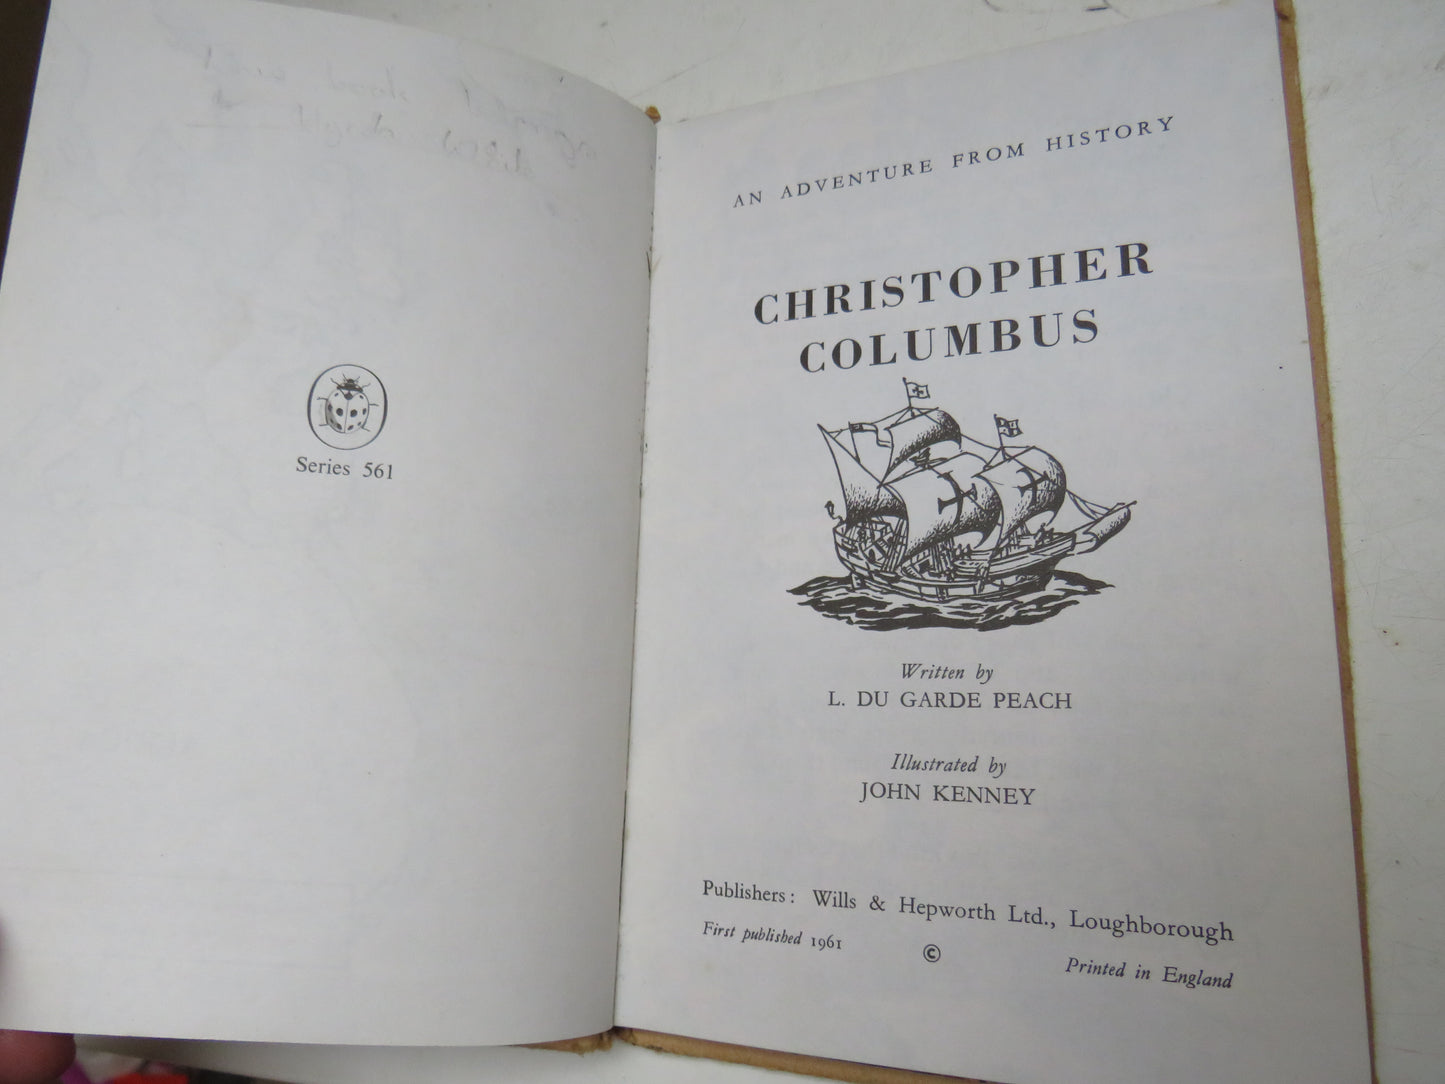 Series 561
AN ADVENTURE FROM HISTORY
CHRISTOPHER
COLUMBUS
Written by
L. DU GARDE PEACH
Illustrated by
JOHN KENNEY
Publishers: Wills & Hepworth Ltd., Loughborough
First published 1961 © Printed in England